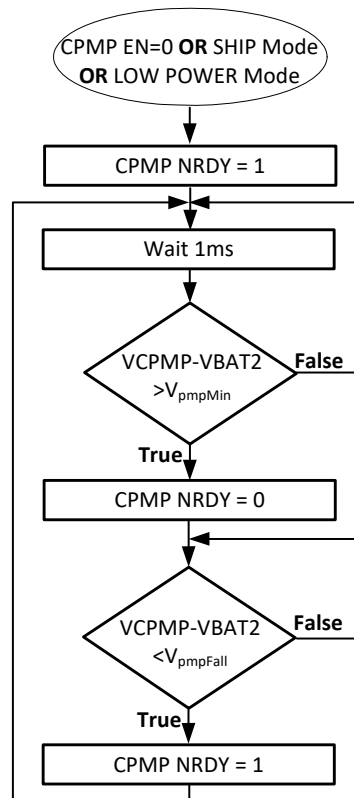 CPMP EN=0 OR SHIP Mode
OR LOW POWER Mode
CPMP NRDY = 1
Wait 1ms
VCPMP-VBAT2
>VpmpMin
False
True
CPMP NRDY = 0
VCPMP-VBAT2
<VpmpFall
False
True
CPMP NRDY = 1